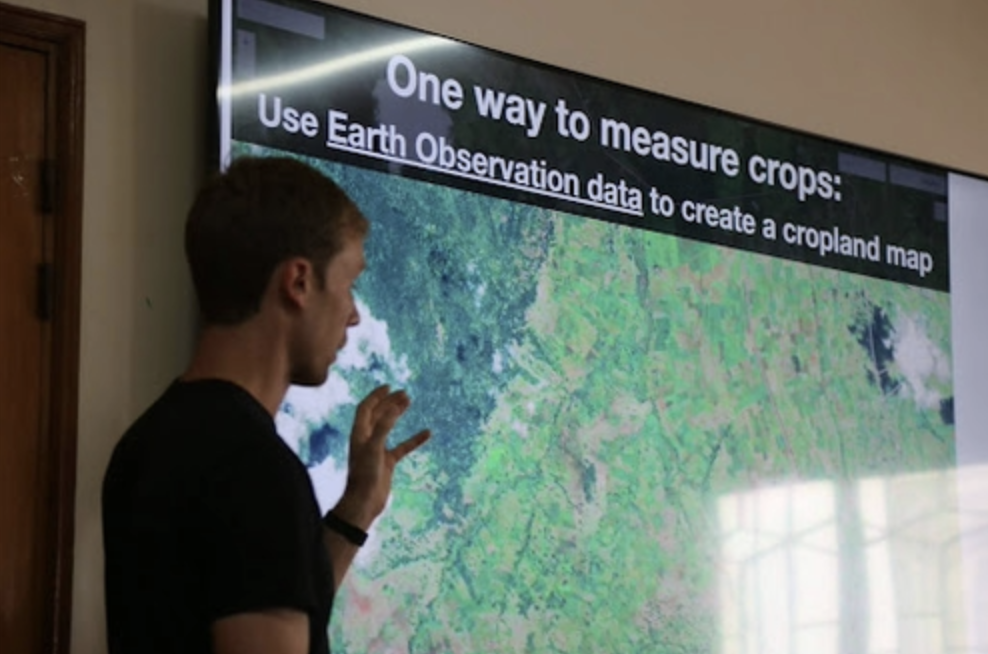 One way to measure crops:
Use Earth Observation data to create a cropland map